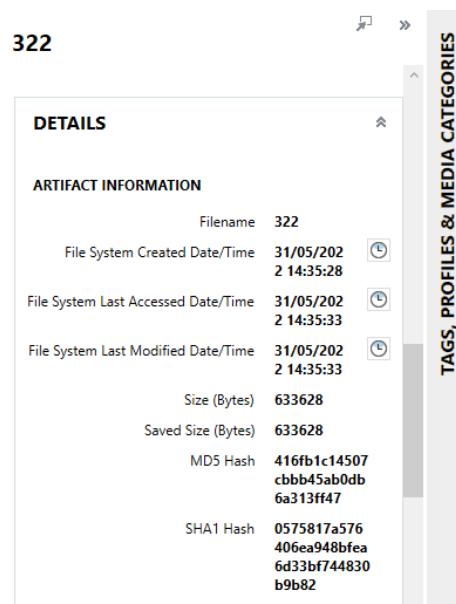 322
DETAILS
ARTIFACT INFORMATION
Filename 322
File System Created Date/Time 31/05/202
2 14:35:28
File System Last Accessed Date/Time 31/05/202
2 14:35:33
File System Last Modified Date/Time 31/05/202
2 14:35:33
Size (Bytes) 633628
Saved Size (Bytes) 633628
MD5 Hash 416fb1c14507
cbbb45ab0db
6a313ff47
SHA1 Hash 0575817a576
406ea948bfea
6d33bf744830
b9b82
TAGS, PROFILES & MEDIA CATEGORIES